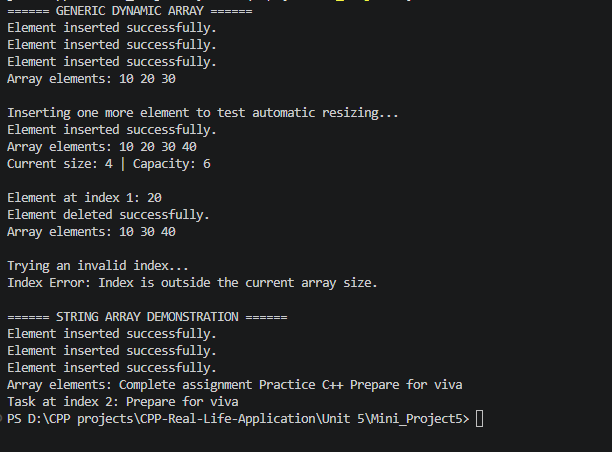 ====== GENERIC DYNAMIC ARRAY ======
Element inserted successfully.
Element inserted successfully.
Element inserted successfully.
Array elements: 10 20 30
Inserting one more element to test automatic resizing...
Element inserted successfully.
Array elements: 10 20 30 40
Current size: 4 | Capacity: 6
Element at index 1: 20
Element deleted successfully.
Array elements: 10 30 40
Trying an invalid index...
Index Error: Index is outside the current array size.
====== STRING ARRAY DEMONSTRATION ======
Element inserted successfully.
Element inserted successfully.
Element inserted successfully.
Array elements: Complete assignment Practice C++ Prepare for viva
Task at index 2: Prepare for viva
PS D:\CPP projects\CPP-Real-Life-Application\Unit 5\Mini_Project5>